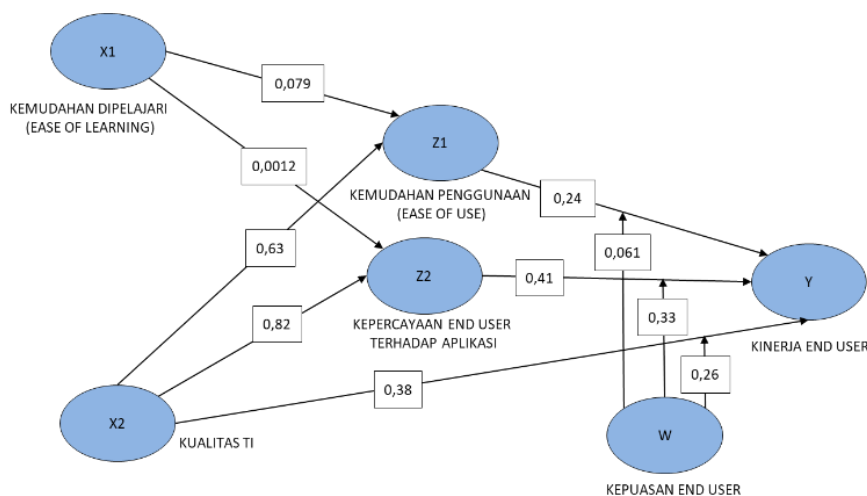 X1
KEMUDAHAN DIPELAJARI
(EASE OF LEARNING)
0,079
Z1
KEMUDAHAN PENGGUNAAN
(EASE OF USE)
0,0012
0,24
0,63
0,061
Z2
KEPERCAYAAN END USER
TERHADAP APLIKASI
0,41
Y
KINERJA END USER
0,82
0,33
0,26
0,38
X2
KUALITAS TI
W
KEPUASAN END USER